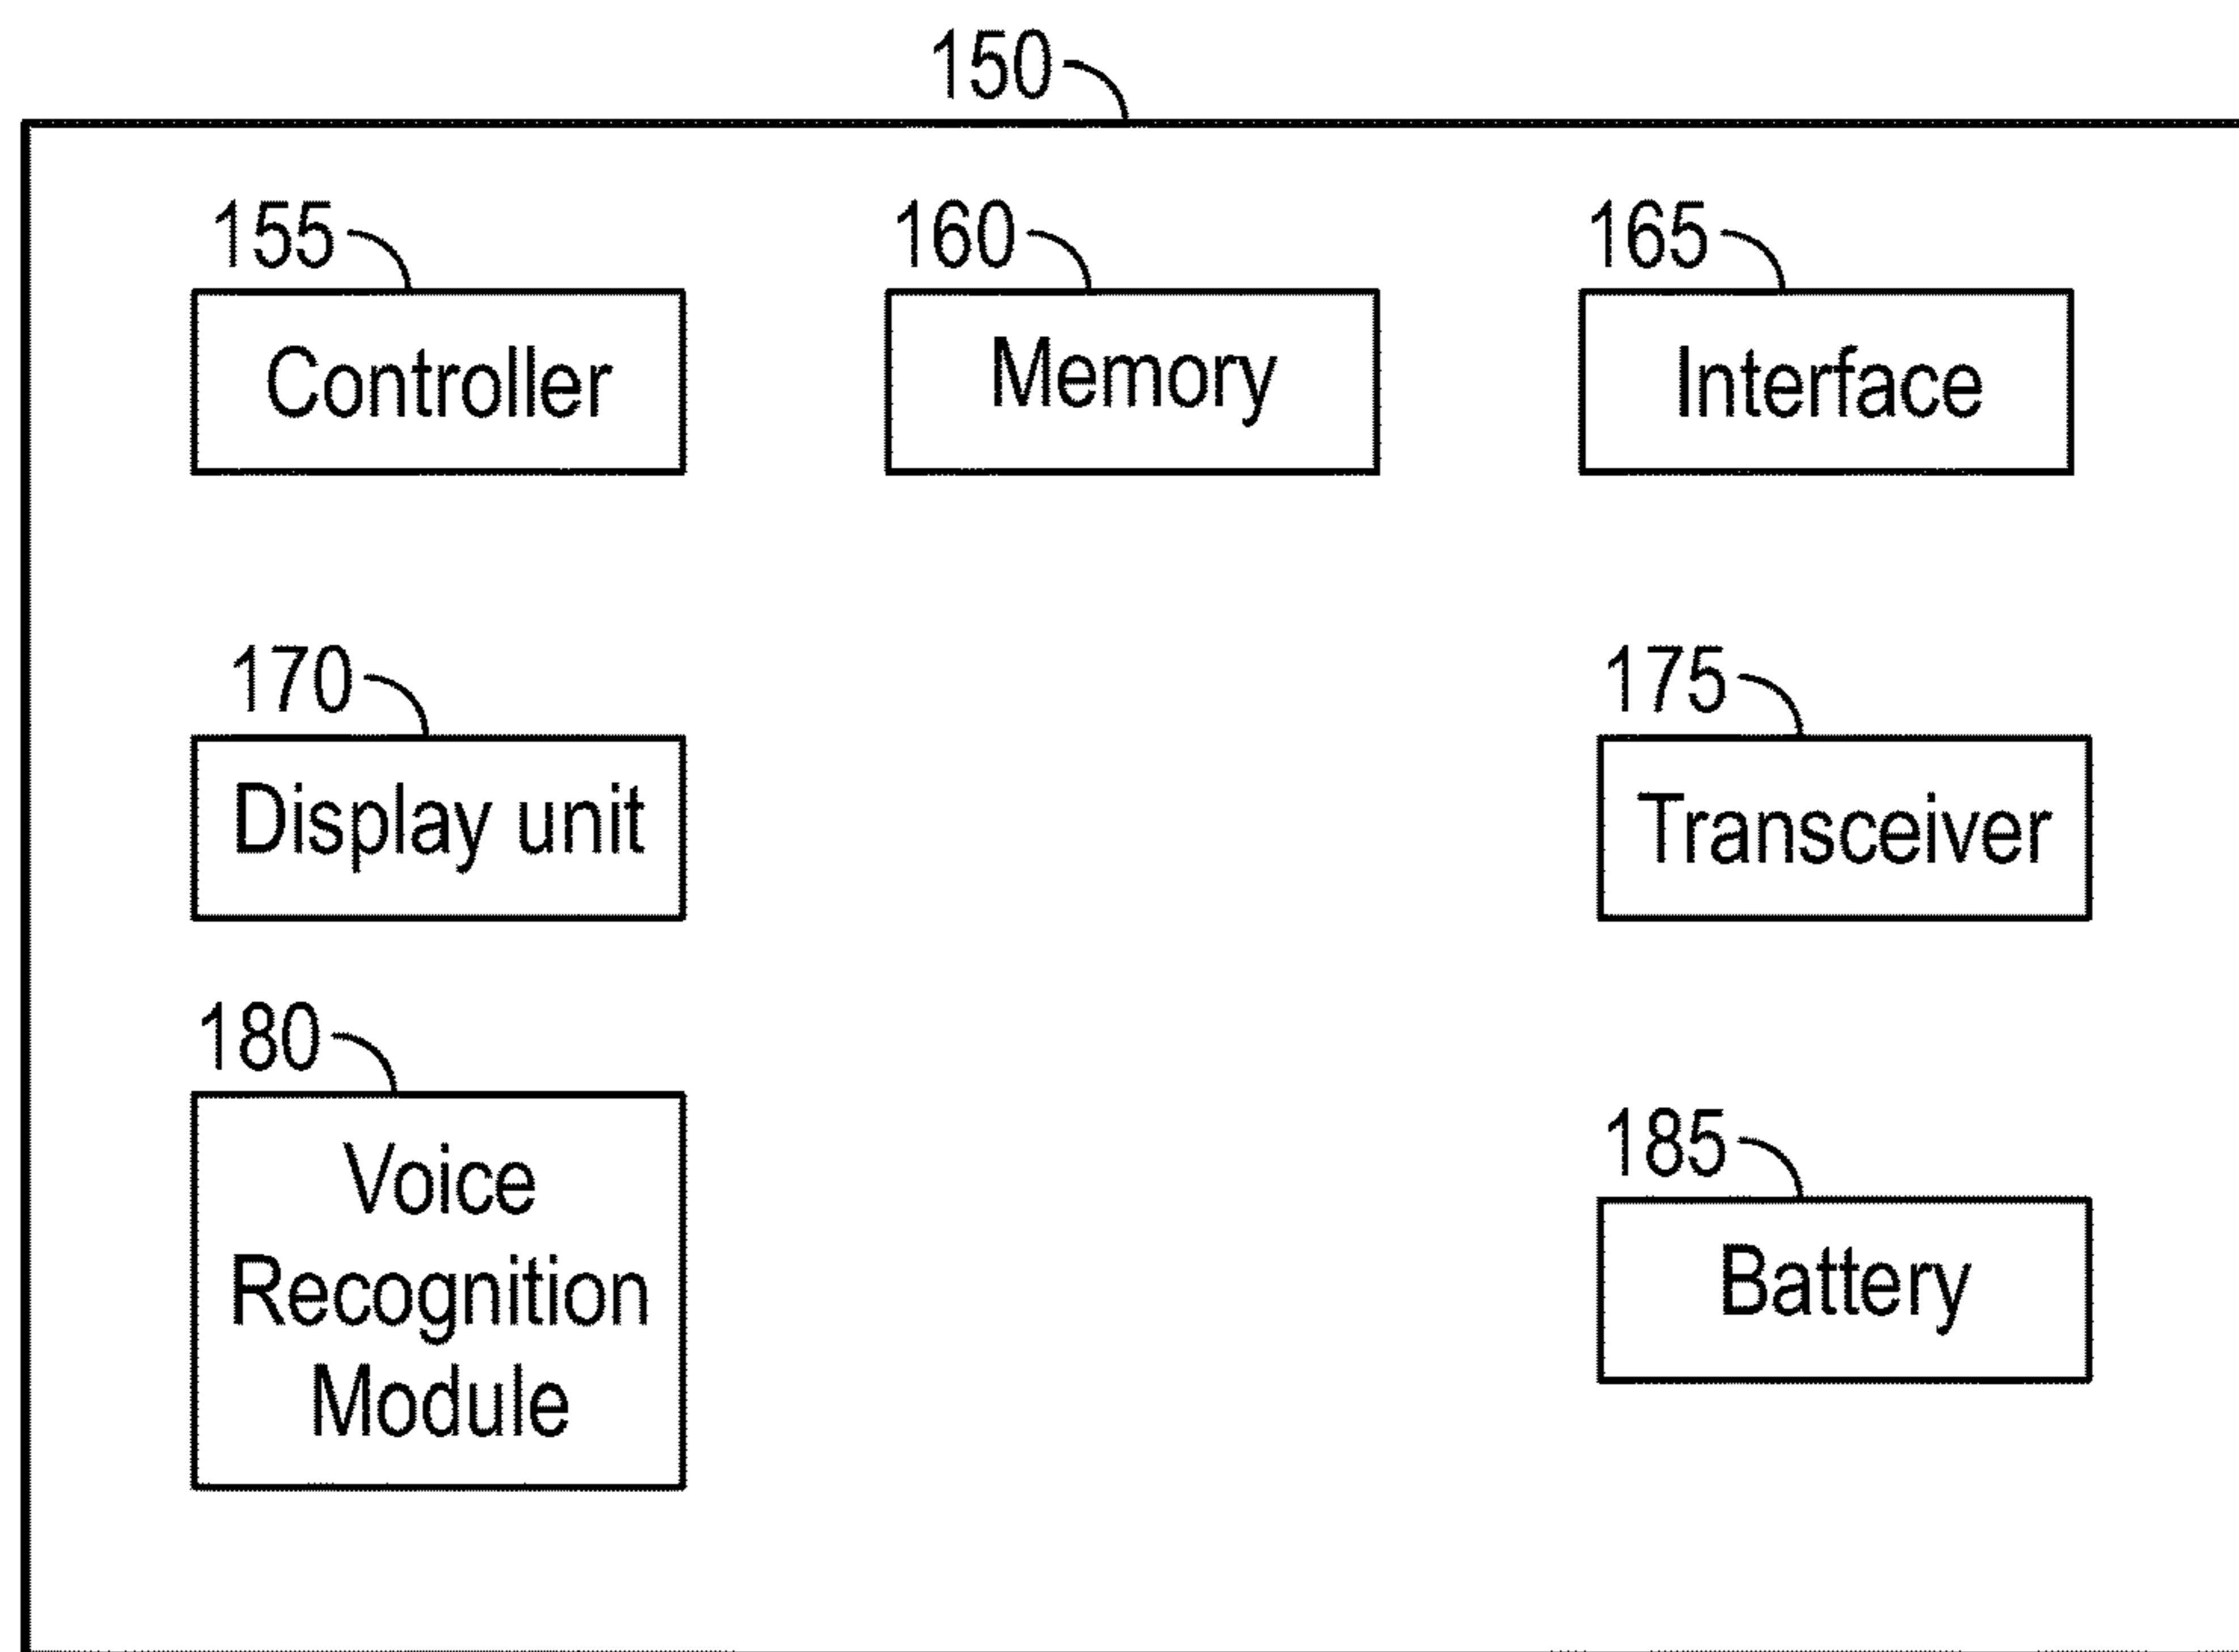 150
155
Controller
160
Memory
165
Interface
170
Display unit
175
Transceiver
180
Voice
Recognition
Module
185
Battery